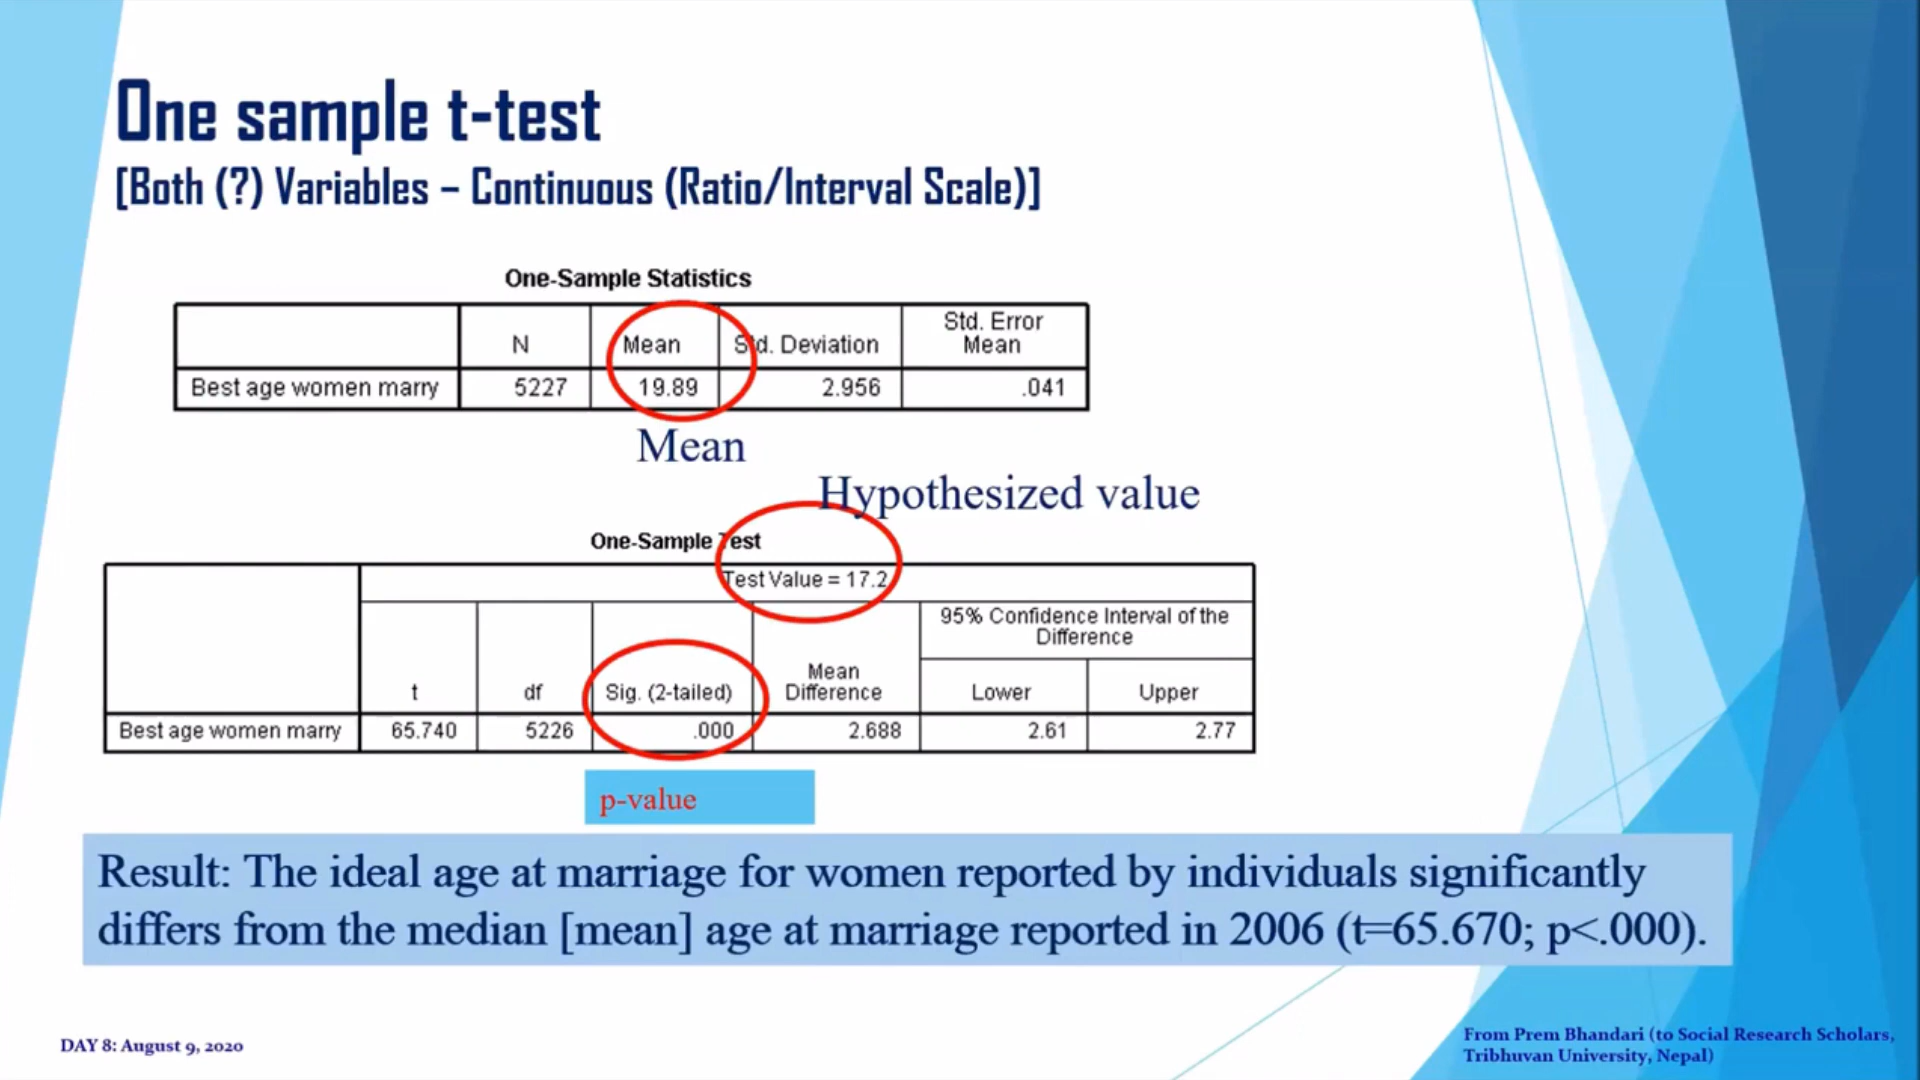 One sample t-test
[Both (?) Variables – Continuous (Ratio/Interval Scale)]
One-Sample Statistics
N Mean Std. Deviation Std. Error Mean
Best age women marry 5227 19.89 2.956 .041
Mean
Hypothesized value
One-Sample Test
Test Value = 17.2
95% Confidence Interval of the Difference
t df Sig. (2-tailed) Mean Difference Lower Upper
Best age women marry 65.740 5226 .000 2.688 2.61 2.77
p-value
Result: The ideal age at marriage for women reported by individuals significantly
differs from the median [mean] age at marriage reported in 2006 (t=65.670; p<.000).
DAY 8: August 9, 2020
From Prem Bhandari (to Social Research Scholars,
Tribhuvan University, Nepal)